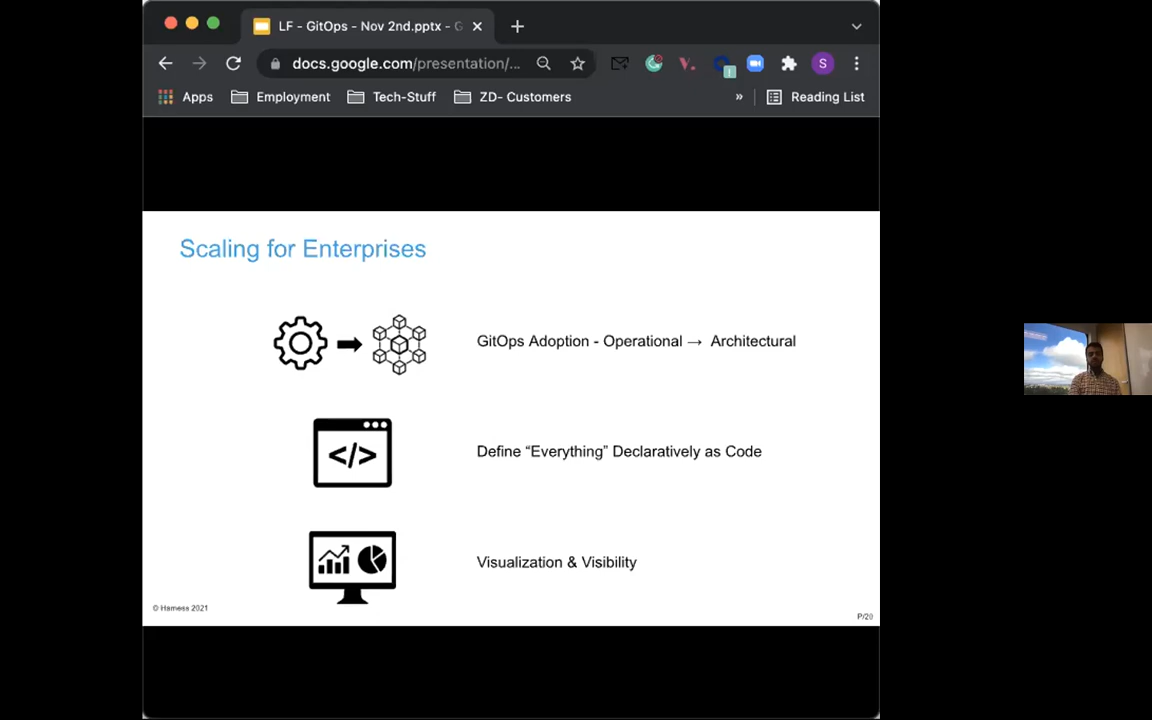 LF - GitOps - Nov 2nd.pptx - G
docs.google.com/presentation/...
S
Apps
Employment
Tech-Stuff
ZD- Customers
»
Reading List
Scaling for Enterprises
GitOps Adoption - Operational → Architectural
</>
Define “Everything” Declaratively as Code
Visualization & Visibility
© Harness 2021
P/20